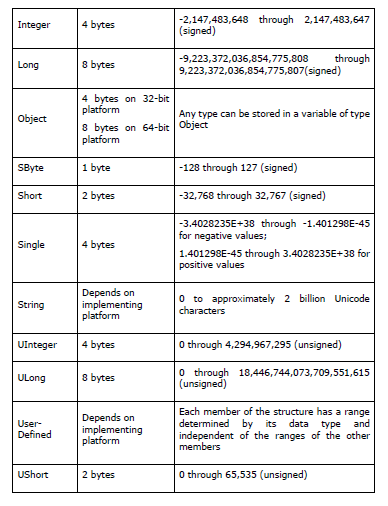 Integer
4 bytes
-2,147,483,648 through 2,147,483,647
(signed)
Long
8 bytes
-9,223,372,036,854,775,808 through
9,223,372,036,854,775,807(signed)
Object
4 bytes on 32-bit
platform
8 bytes on 64-bit
platform
Any type can be stored in a variable of type
Object
SByte
1 byte
-128 through 127 (signed)
Short
2 bytes
-32,768 through 32,767 (signed)
Single
4 bytes
-3.4028235E+38 through -1.401298E-45
for negative values;
1.401298E-45 through 3.4028235E+38 for
positive values
String
Depends on
implementing
platform
0 to approximately 2 billion Unicode
characters
UInteger
4 bytes
0 through 4,294,967,295 (unsigned)
ULong
8 bytes
0 through 18,446,744,073,709,551,615
(unsigned)
User-
Defined
Depends on
implementing
platform
Each member of the structure has a range
determined by its data type and
independent of the ranges of the other
members
UShort
2 bytes
0 through 65,535 (unsigned)